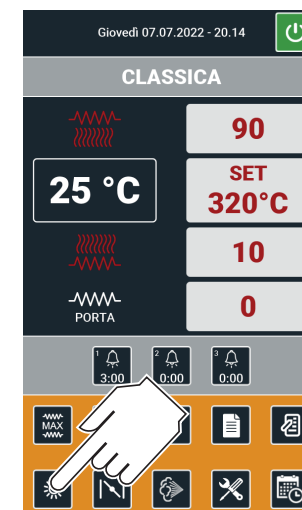 Giovedì 07.07.2022 - 20.14
CLASSICA
90
25 °C
SET
320°C
10
PORTA
0
1
3:00
2
0:00
3
0:00
MAX